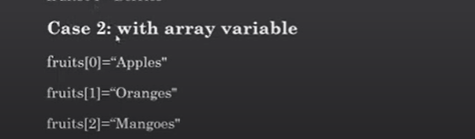 Case 2: with array variable
fruits[0]=“Apples"
fruits[1]=“Oranges"
fruits[2]=“Mangoes"